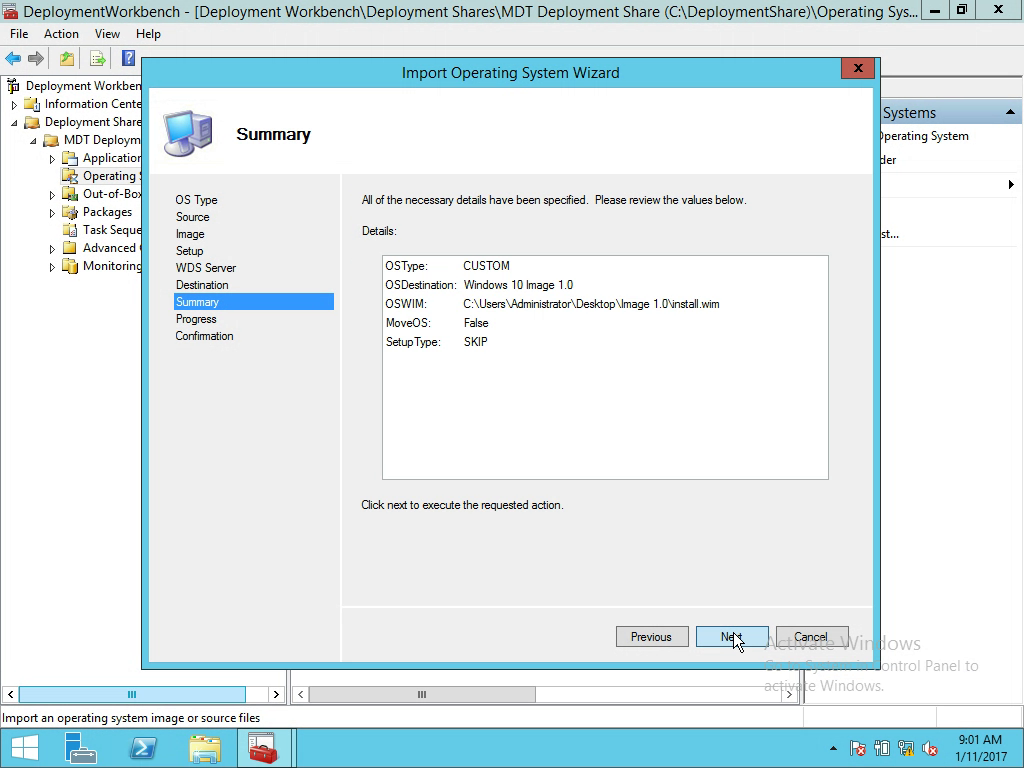 DeploymentWorkbench - [Deployment Workbench\Deployment Shares\MDT Deployment Share (C:\DeploymentShare)\Operating Sys...
File Action View Help
Import Operating System Wizard
Summary
Deployment Workben
Information Cente
Deployment Share
MDT Deploym
Application
Operating
Out-of-Box
Packages
Task Seque
Advanced
Monitoring
OS Type
Source
Image
Setup
WDS Server
Destination
Summary
Progress
Confirmation
All of the necessary details have been specified. Please review the values below.
Details:
OSType: CUSTOM
OSDestination: Windows 10 Image 1.0
OSWIM: C:\Users\Administrator\Desktop\Image 1.0\install.wim
MoveOS: False
SetupType: SKIP
Click next to execute the requested action.
Previous Next Cancel
Systems
Operating System
der
st...
Activate Windows
Go to System in Control Panel to
activate Windows.
Import an operating system image or source files
9:01 AM
1/11/2017